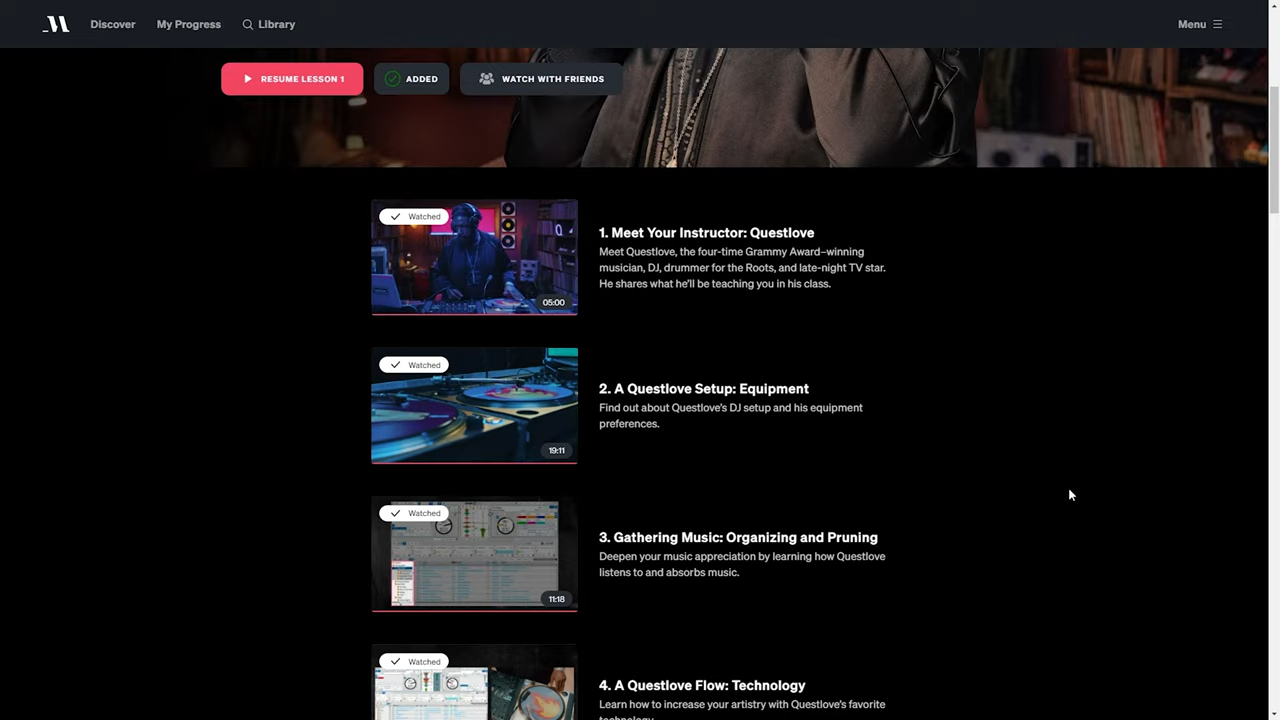 Discover
My Progress
Library
Menu
RESUME LESSON 1
ADDED
WATCH WITH FRIENDS
Watched
05:00
1. Meet Your Instructor: Questlove
Meet Questlove, the four-time Grammy Award–winning
musician, DJ, drummer for the Roots, and late-night TV star.
He shares what he'll be teaching you in his class.
Watched
19:11
2. A Questlove Setup: Equipment
Find out about Questlove's DJ setup and his equipment
preferences.
Watched
11:18
3. Gathering Music: Organizing and Pruning
Deepen your music appreciation by learning how Questlove
listens to and absorbs music.
Watched
4. A Questlove Flow: Technology
Learn how to increase your artistry with Questlove's favorite
technology.